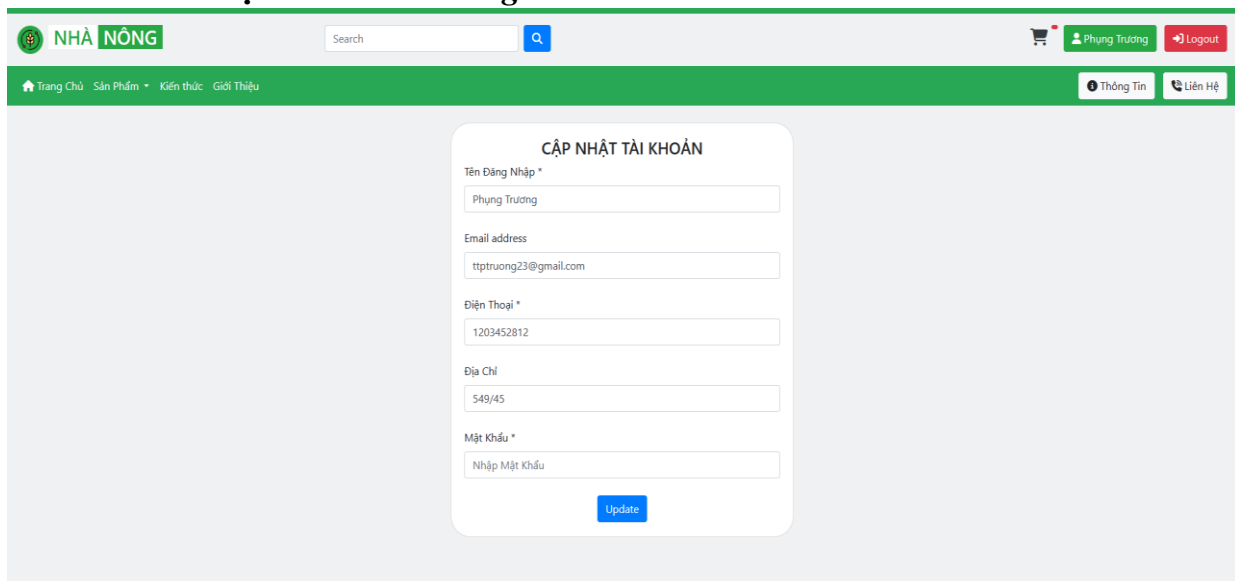 NHÀ NÔNG
Search
Phụng Trương
Logout
Trang Chủ Sản Phẩm Kiến thức Giới Thiệu
Thông Tin
Liên Hệ
CẬP NHẬT TÀI KHOẢN
Tên Đăng Nhập *
Phụng Trương
Email address
ttptruong23@gmail.com
Điện Thoại *
1203452812
Địa Chỉ
549/45
Mật Khẩu *
Nhập Mật Khẩu
Update